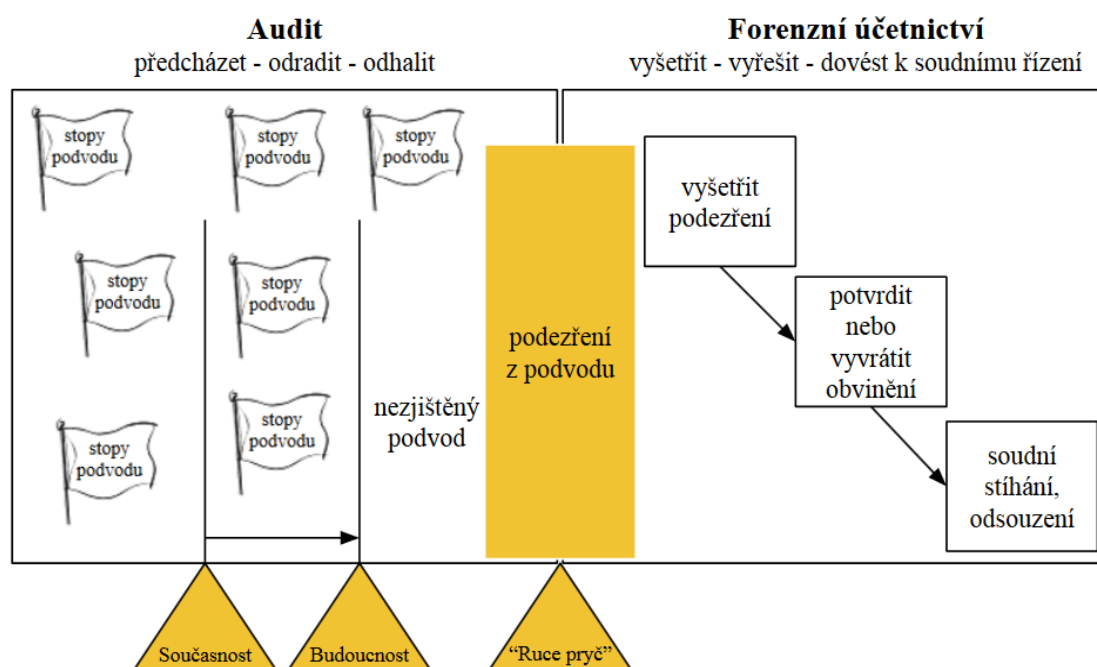 Audit
předcházet - odradit - odhalit
Forenzní účetnictví
vyšetřit - vyřešit - dovést k soudnímu řízení
stopy
podvodu
stopy
podvodu
stopy
podvodu
stopy
podvodu
stopy
podvodu
stopy
podvodu
stopy
podvodu
nezjištěný
podvod
podezření
z podvodu
vyšetřit
podezření
potvrdit
nebo
vyvrátit
obvinění
soudní
stíhání,
odsouzení
Současnost
Budoucnost
“Ruce pryč”